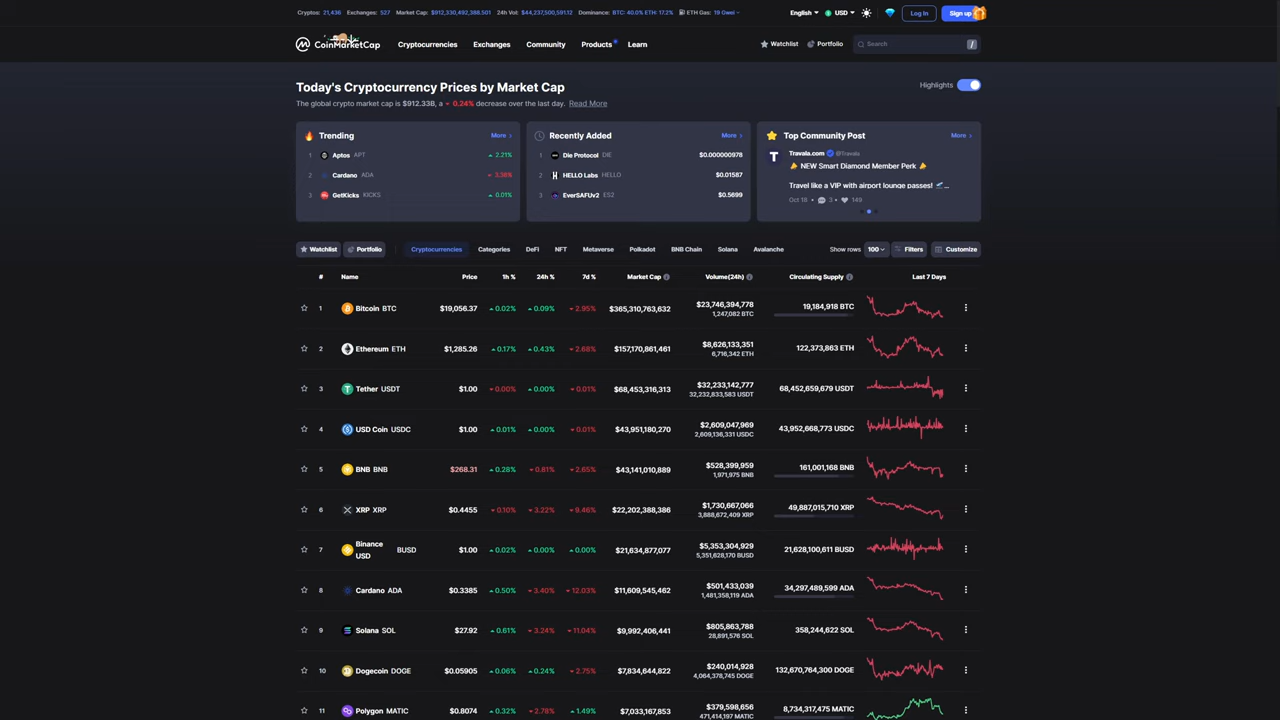 Cryptos: 21,436 Exchanges: 527 Market Cap: $912,330,492,388.501 24h Vol: $44,237,500,591.12 Dominance: BTC: 40.0% ETH: 17.2% ETH Gas: 19 Gwei English USD Log In Sign up
CoinMarketCap Cryptocurrencies Exchanges Community Products Learn Watchlist Portfolio Search /
Today's Cryptocurrency Prices by Market Cap
Highlights
The global crypto market cap is $912.33B, a 0.24% decrease over the last day. Read More
Trending More
1 Aptos APT 2.21%
2 Cardano ADA 3.38%
3 GetKicks KICKS 0.01%
Recently Added More
1 Die Protocol DIE $0.000000978
2 HELLO Labs HELLO $0.01587
3 EverSAFUv2 ES2 $0.5699
Top Community Post More
T Travala.com @Travala
NEW Smart Diamond Member Perk
Travel like a VIP with airport lounge passes! ...
Oct 18 • 3 • 149
Watchlist Portfolio Cryptocurrencies Categories DeFi NFT Metaverse Polkadot BNB Chain Solana Avalanche Show rows 100 Filters Customize
# Name Price 1h % 24h % 7d % Market Cap Volume(24h) Circulating Supply Last 7 Days
1 Bitcoin BTC $19,056.37 0.02% 0.09% 2.95% $365,310,763,632 $23,746,394,778 19,184,918 BTC
1,247,082 BTC
2 Ethereum ETH $1,285.26 0.17% 0.43% 2.68% $157,170,861,461 $8,626,133,351 122,373,863 ETH
6,716,342 ETH
3 Tether USDT $1.00 0.00% 0.00% 0.01% $68,453,316,313 $32,233,142,777 68,452,659,679 USDT
32,232,833,583 USDT
4 USD Coin USDC $1.00 0.01% 0.00% 0.01% $43,951,180,270 $2,609,047,969 43,952,668,773 USDC
2,609,136,331 USDC
5 BNB BNB $268.31 0.28% 0.81% 2.65% $43,141,010,889 $528,399,959 161,001,168 BNB
1,971,975 BNB
6 XRP XRP $0.4455 0.10% 3.22% 9.46% $22,202,388,386 $1,730,667,066 49,887,015,710 XRP
3,888,672,409 XRP
7 Binance USD BUSD $1.00 0.02% 0.00% 0.00% $21,634,877,077 $5,353,304,929 21,628,100,611 BUSD
5,351,628,170 BUSD
8 Cardano ADA $0.3385 0.50% 3.40% 12.03% $11,609,545,462 $501,433,039 34,297,489,599 ADA
1,481,358,119 ADA
9 Solana SOL $27.92 0.61% 3.24% 11.04% $9,992,406,441 $805,863,788 358,244,622 SOL
28,891,576 SOL
10 Dogecoin DOGE $0.05905 0.06% 0.24% 2.75% $7,834,644,822 $240,014,928 132,670,764,300 DOGE
4,064,378,745 DOGE
11 Polygon MATIC $0.8074 0.32% 2.78% 1.49% $7,033,167,853 $379,598,656 8,734,317,475 MATIC
471,414,197 MATIC